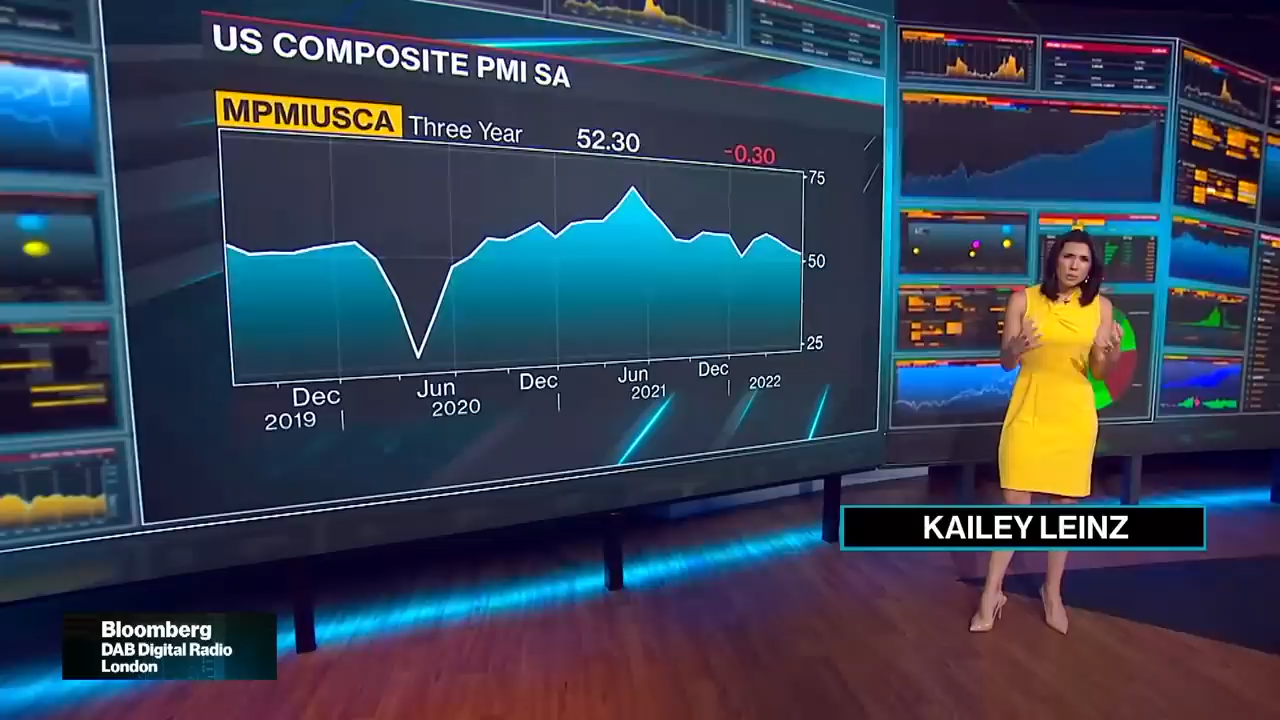 US COMPOSITE PMI SA
MPMIUSCA Three Year 52.30 -0.30
75
50
25
Dec Jun Dec Jun Dec
2019 2020 2021 2022
KAILEY LEINZ
Bloomberg
DAB Digital Radio
London